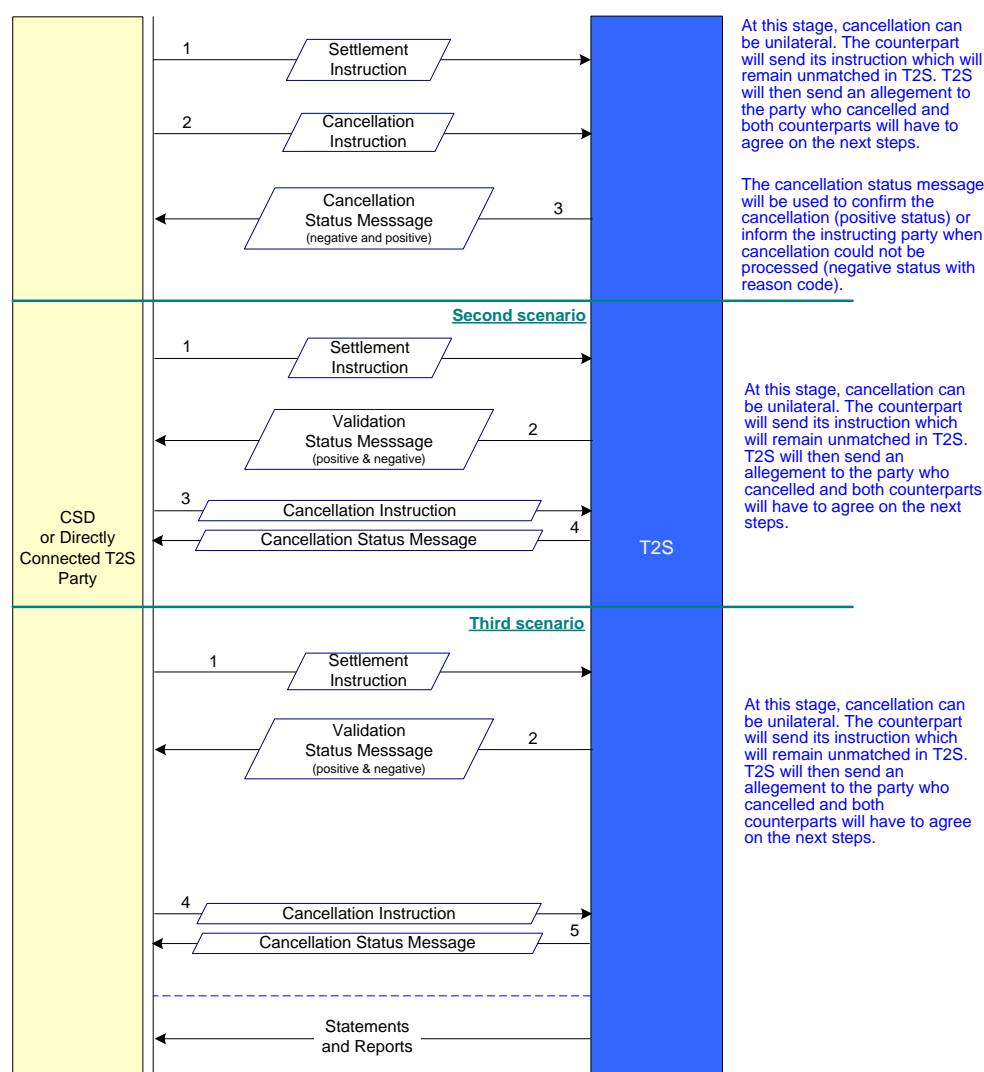 1
Settlement
Instruction
At this stage, cancellation can
be unilateral. The counterpart
will send its instruction which will
remain unmatched in T2S. T2S
will then send an allegement to
the party who cancelled and
both counterparts will have to
agree on the next steps.
2
Cancellation
Instruction
Cancellation
Status Messsage
(negative and positive)
3
The cancellation status message
will be used to confirm the
cancellation (positive status) or
inform the instructing party when
cancellation could not be
processed (negative status with
reason code).
Second scenario
1
Settlement
Instruction
Validation
Status Messsage
(positive & negative)
2
3
Cancellation Instruction
4
Cancellation Status Message
At this stage, cancellation can
be unilateral. The counterpart
will send its instruction which
will remain unmatched in T2S.
T2S will then send an
allegement to the party who
cancelled and both counterparts
will have to agree on the next
steps.
CSD
or Directly
Connected T2S
Party
T2S
Third scenario
1
Settlement
Instruction
Validation
Status Messsage
(positive & negative)
2
At this stage, cancellation can
be unilateral. The counterpart
will send its instruction which
will remain unmatched in T2S.
T2S will then send an
allegement to the party who
cancelled and both
counterparts will have to agree
on the next steps.
4
Cancellation Instruction
5
Cancellation Status Message
Statements
and Reports